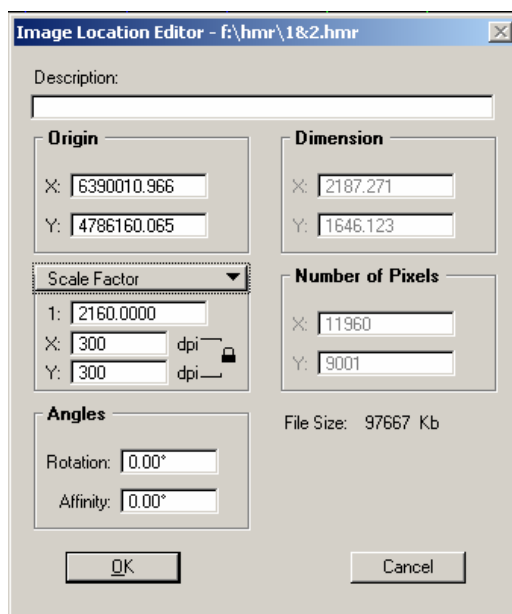 Image Location Editor - f:\hmr\1&2.hmr
Description:
Origin
X: 6390010.966
Y: 4786160.065
Dimension
X: 2187.271
Y: 1646.123
Scale Factor
1: 2160.0000
X: 300 dpi
Y: 300 dpi
Number of Pixels
X: 11960
Y: 9001
Angles
Rotation: 0.00°
Affinity: 0.00°
File Size: 97667 Kb
OK
Cancel